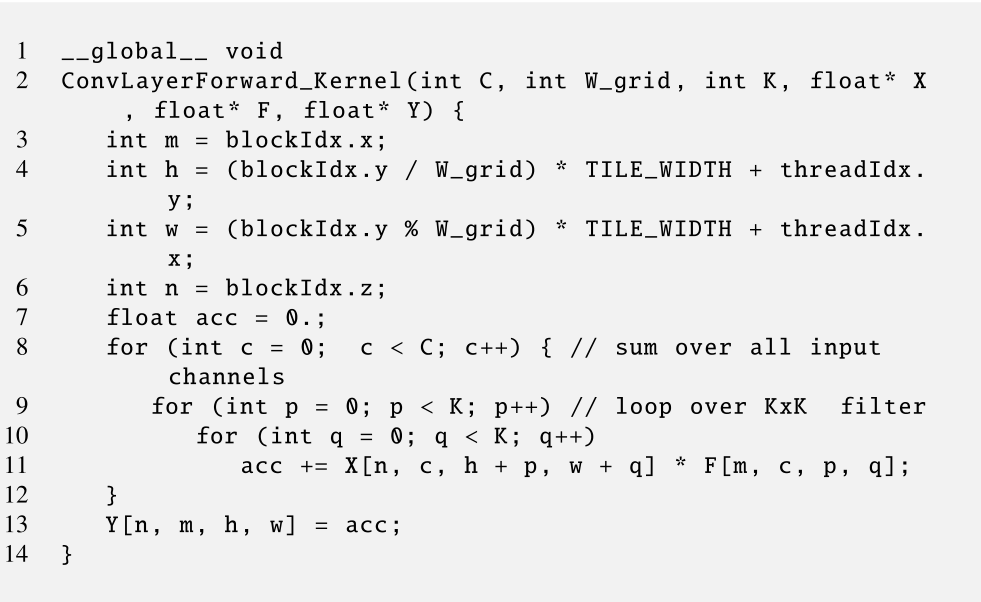 1 __global__ void
2 ConvLayerForward_Kernel(int C, int W_grid, int K, float* X
, float* F, float* Y) {
3 int m = blockIdx.x;
4 int h = (blockIdx.y / W_grid) * TILE_WIDTH + threadIdx.
y;
5 int w = (blockIdx.y % W_grid) * TILE_WIDTH + threadIdx.
x;
6 int n = blockIdx.z;
7 float acc = 0.;
8 for (int c = 0;  c < C; c++) { // sum over all input
channels
9 for (int p = 0; p < K; p++) // loop over KxK  filter
10 for (int q = 0; q < K; q++)
11 acc += X[n, c, h + p, w + q] * F[m, c, p, q];
12 }
13 Y[n, m, h, w] = acc;
14 }